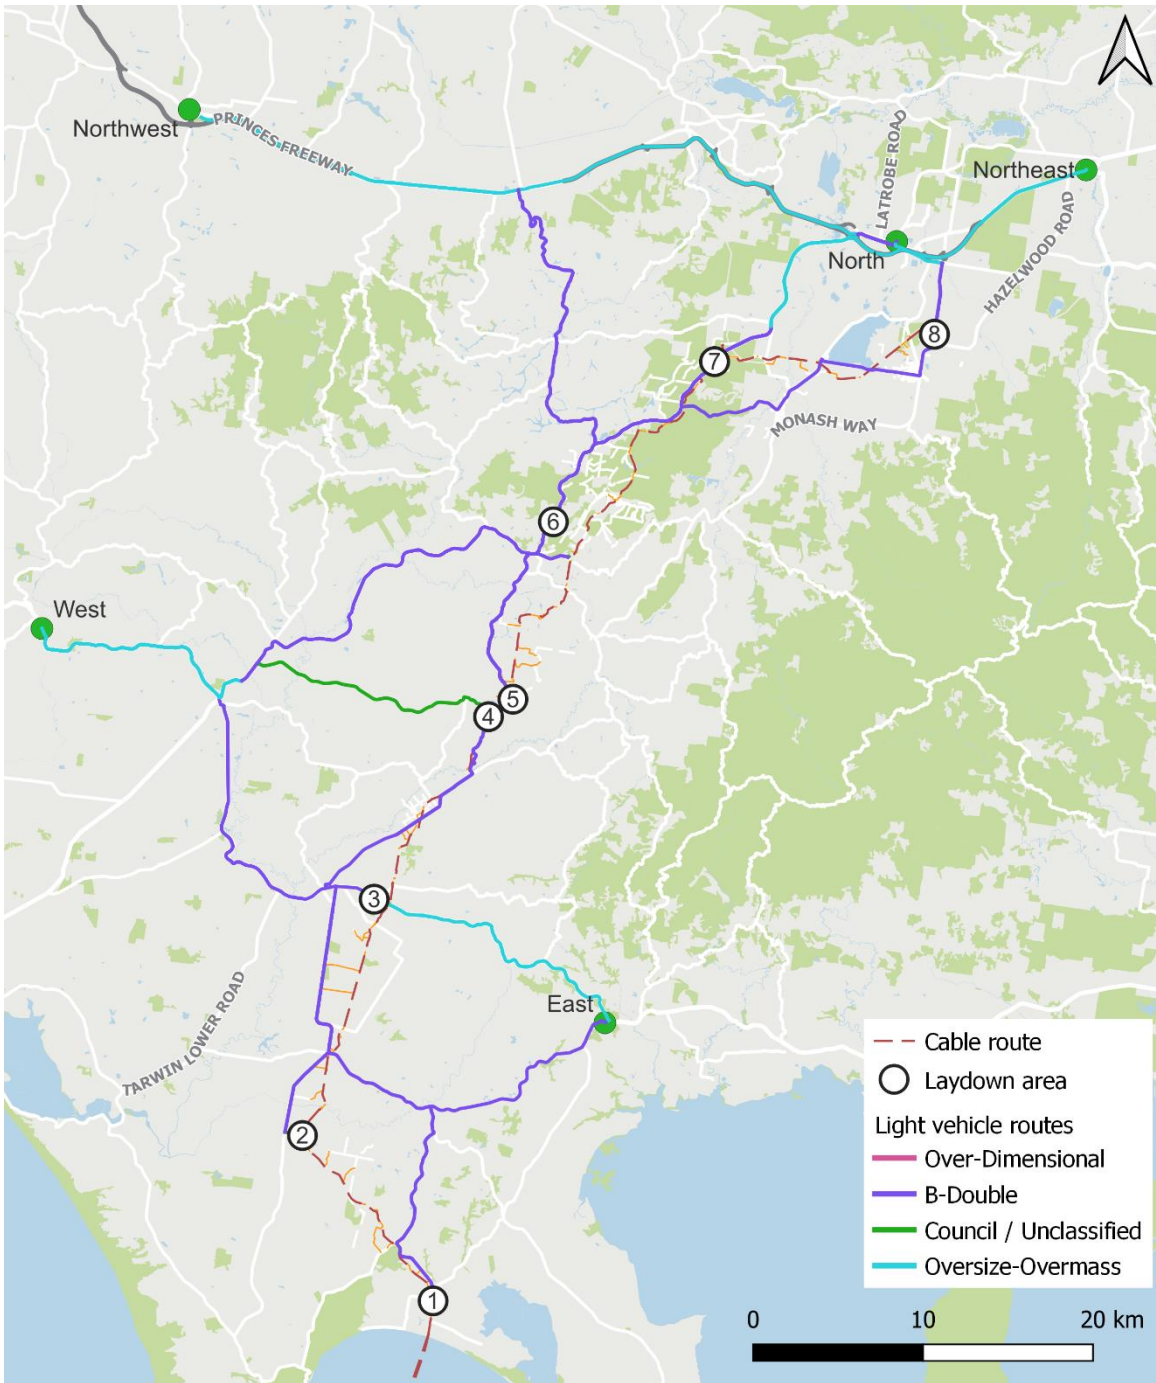 Northwest
PRINCES FREEWAY
LATROBE ROAD
Northeast
North
HAZELWOOD ROAD
8
7
MONASH WAY
6
West
5
4
3
East
TARWIN LOWER ROAD
2
1
Cable route
Laydown area
Light vehicle routes
Over-Dimensional
B-Double
Council / Unclassified
Oversize-Overmass
0 10 20 km